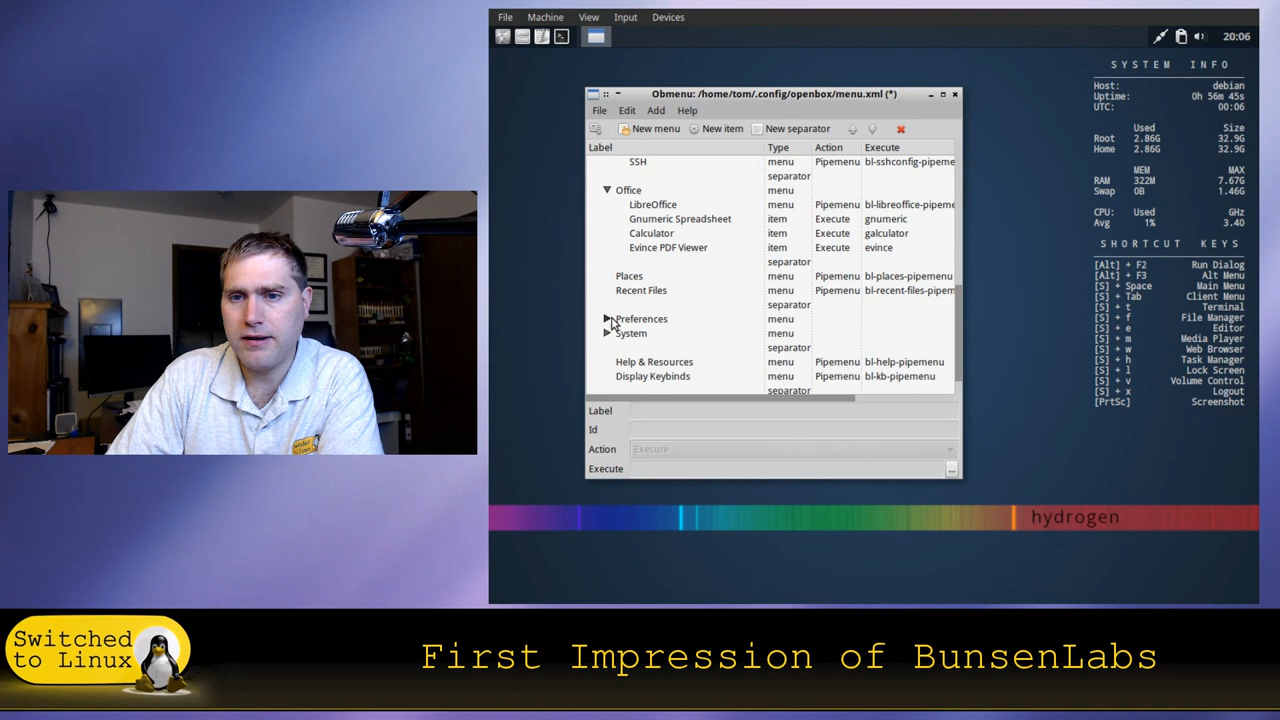 File Machine View Input Devices
20:06
SYSTEM INFO
Host: debian
Uptime: 0h 56m 45s
UTC: 00:06
Used Size
Root 2.86G 32.9G
Home 2.86G 32.9G
MEM MAX
RAM 322M 7.67G
Swap 0B 1.46G
CPU: Used GHz
Avg 1% 3.40
SHORTCUT KEYS
[Alt] + F2 Run Dialog
[Alt] + F3 Alt Menu
[S] + Space Main Menu
[S] + Tab Client Menu
[S] + t Terminal
[S] + f File Manager
[S] + e Editor
[S] + m Media Player
[S] + w Web Browser
[S] + h Task Manager
[S] + l Lock Screen
[S] + v Volume Control
[S] + x Logout
[PrtSc] Screenshot
Obmenu: /home/tom/.config/openbox/menu.xml (*)
File Edit Add Help
New menu New item New separator
Label Type Action Execute
SSH menu Pipemenu bl-sshconfig-pipeme
separator
Office menu
LibreOffice menu Pipemenu bl-libreoffice-pipeme
Gnumeric Spreadsheet item Execute gnumeric
Calculator item Execute galculator
Evince PDF Viewer item Execute evince
separator
Places menu Pipemenu bl-places-pipemenu
Recent Files menu Pipemenu bl-recent-files-pipem
separator
Preferences menu
System menu
separator
Help & Resources menu Pipemenu bl-help-pipemenu
Display Keybinds menu Pipemenu bl-kb-pipemenu
separator
Label
Id
Action Execute
Execute ...
hydrogen
Switched
to Linux
First Impression of BunsenLabs